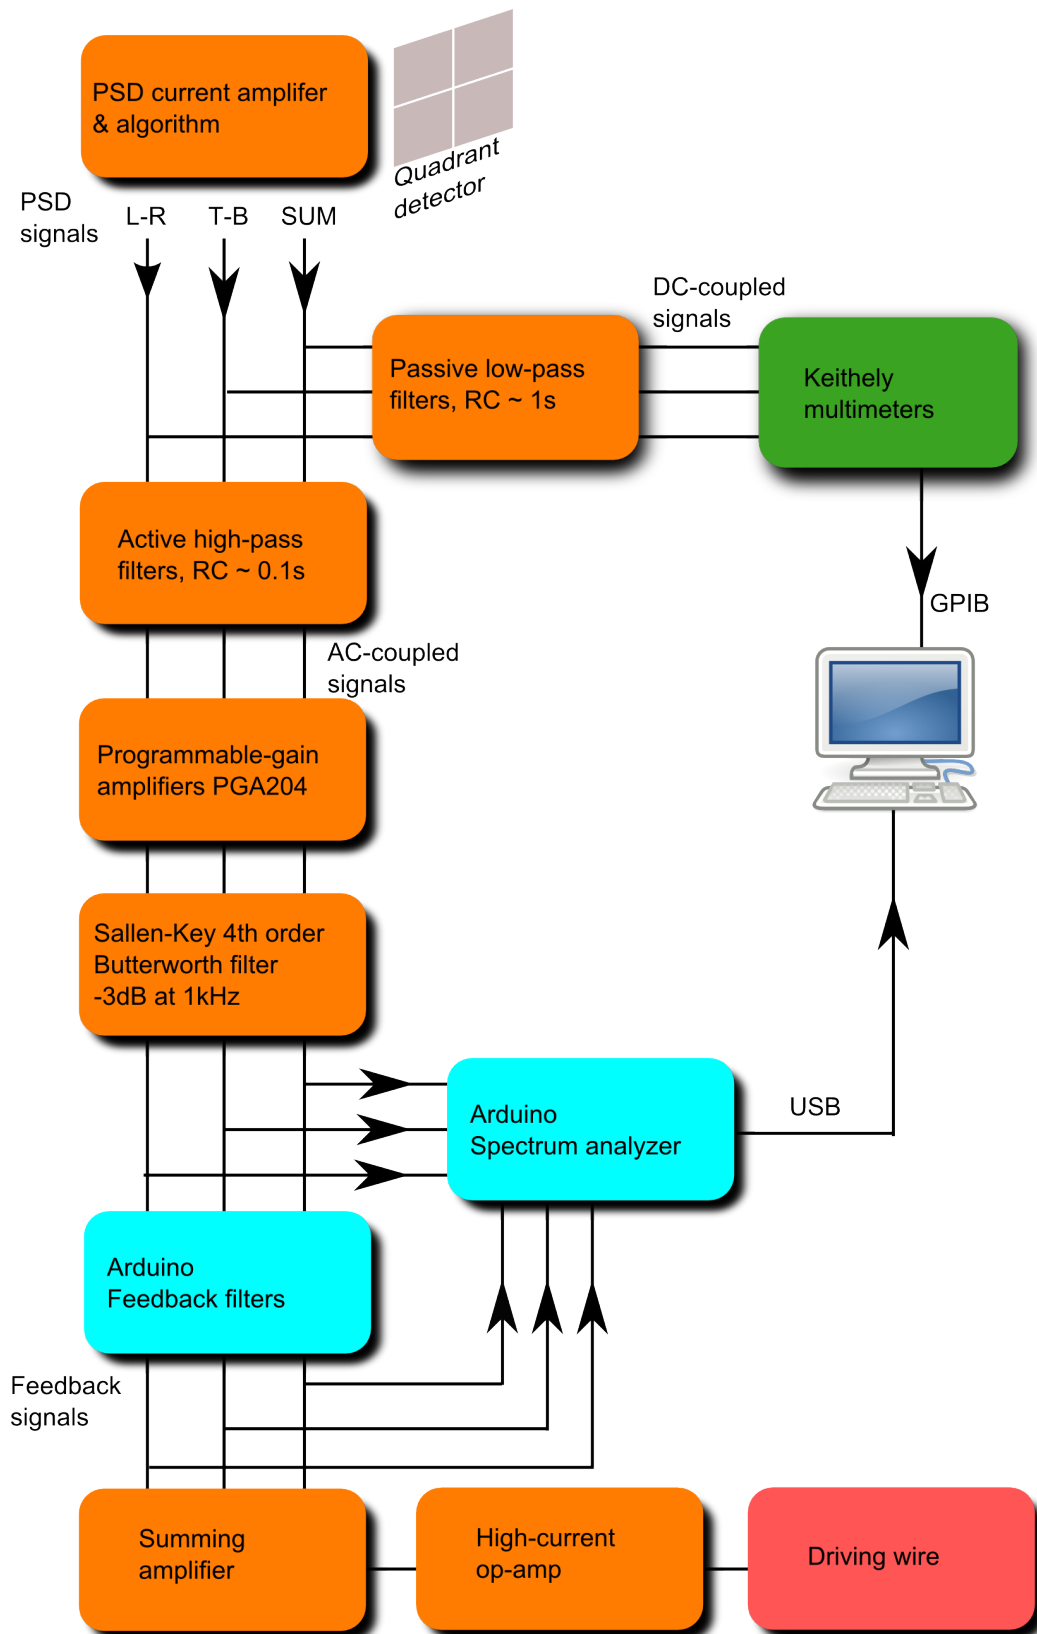 PSD current amplifer
& algorithm
Quadrant
detector
PSD
signals
L-R
T-B
SUM
DC-coupled
signals
Passive low-pass
filters, RC ~ 1s
Keithely
multimeters
Active high-pass
filters, RC ~ 0.1s
GPIB
AC-coupled
signals
Programmable-gain
amplifiers PGA204
Sallen-Key 4th order
Butterworth filter
-3dB at 1kHz
Arduino
Spectrum analyzer
USB
Arduino
Feedback filters
Feedback
signals
Summing
amplifier
High-current
op-amp
Driving wire